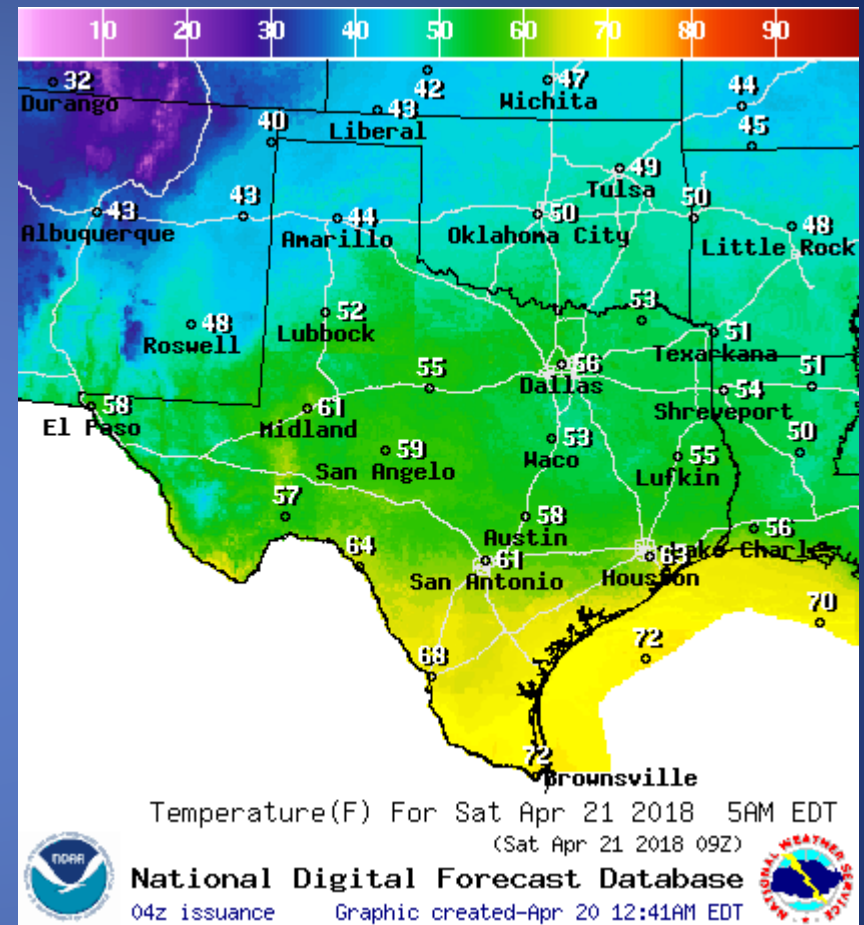 10 20 30 40 50 60 70 80 90
32
Durango
42
47
Wichita
44
43
Liberal
40
45
49
Tulsa
43
Albuquerque
43
44
Amarillo
50
Oklahoma City
50
48
Little Rock
48
Roswell
52
Lubbock
53
51
Texarkana
55
56
Dallas
54
Shreveport
51
58
El Paso
61
Midland
59
San Angelo
53
Waco
55
Lufkin
50
57
58
Austin
56
Lake Charles
64
61
San Antonio
63
Houston
70
72
68
72
Brownsville
Temperature(F) For Sat Apr 21 2018 5AM EDT
(Sat Apr 21 2018 09Z)
National Digital Forecast Database
04z issuance Graphic created-Apr 20 12:41AM EDT
NOAA
NATIONAL WEATHER SERVICE